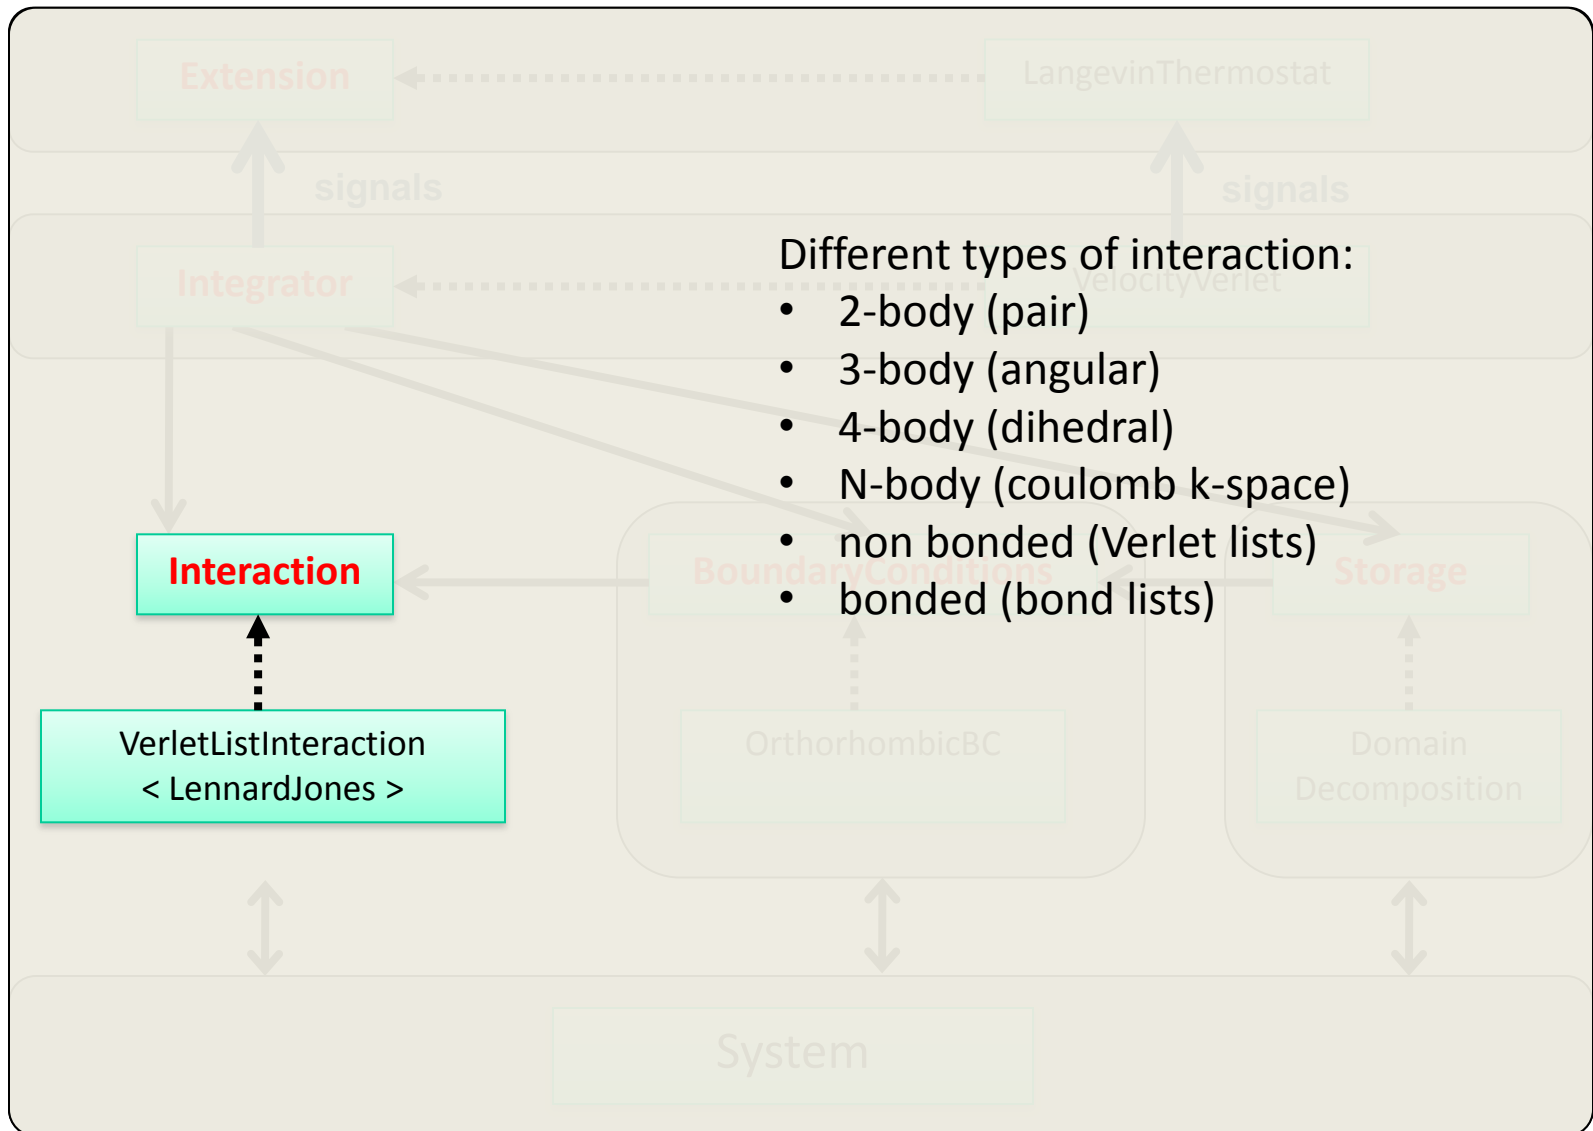 Extension
LangevinThermostat
signals
signals
Different types of interaction:
Integrator
VelocityVerlet
• 2-body (pair)
• 3-body (angular)
• 4-body (dihedral)
• N-body (coulomb k-space)
• non bonded (Verlet lists)
• bonded (bond lists)
Interaction
BoundaryConditions
Storage
VerletListInteraction
< LennardJones >
OrthorhombicBC
Domain
Decomposition
System